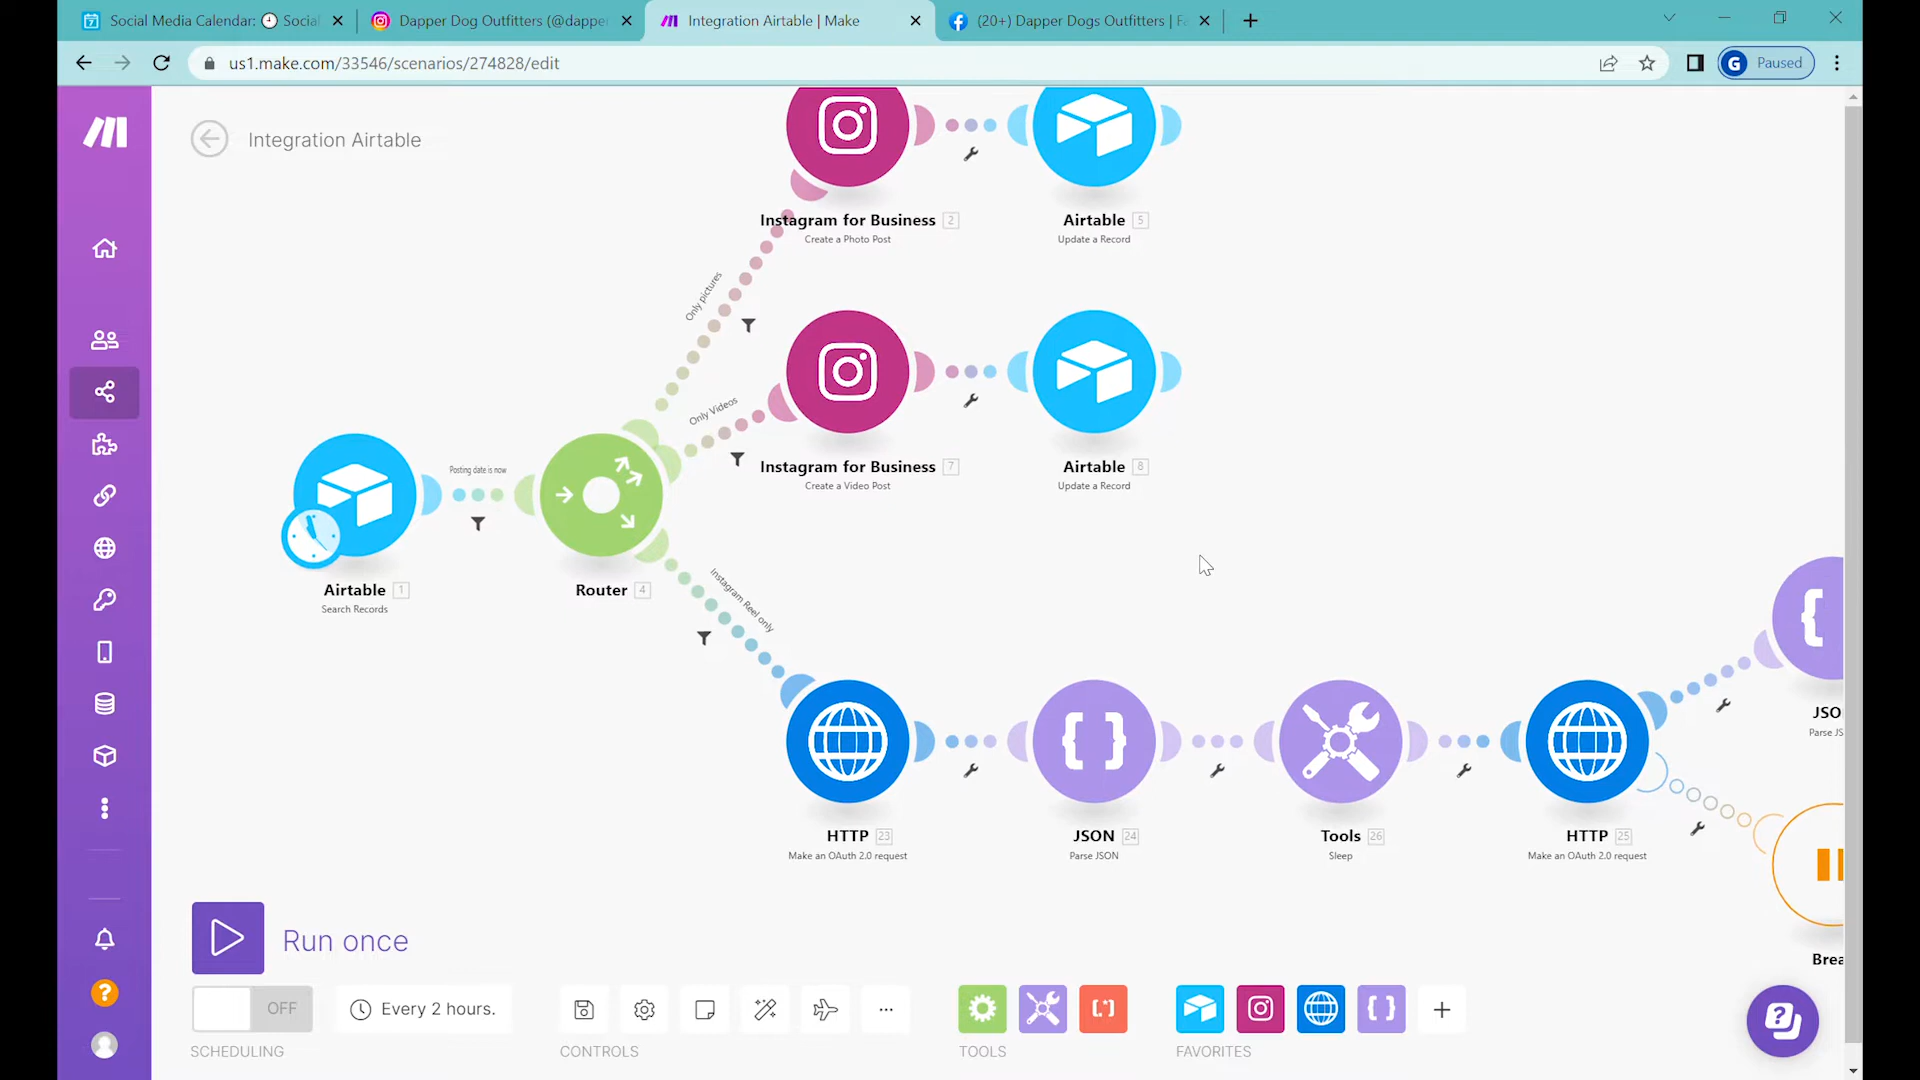 Social Media Calendar: Social
Dapper Dog Outfitters (@dapper
Integration Airtable | Make
(20+) Dapper Dogs Outfitters | Fa
us1.make.com/33546/scenarios/274828/edit
G Paused
Integration Airtable
Instagram for Business 2
Create a Photo Post
Airtable 5
Update a Record
Only pictures
Only Videos
Instagram for Business 7
Create a Video Post
Airtable 8
Update a Record
Posting date is now
Airtable 1
Search Records
Router 4
Instagram Reel only
JSO
Parse JS
HTTP 23
Make an OAuth 2.0 request
JSON 24
Parse JSON
Tools 26
Sleep
HTTP 25
Make an OAuth 2.0 request
Brea
Run once
OFF
Every 2 hours.
SCHEDULING
CONTROLS
TOOLS
FAVORITES